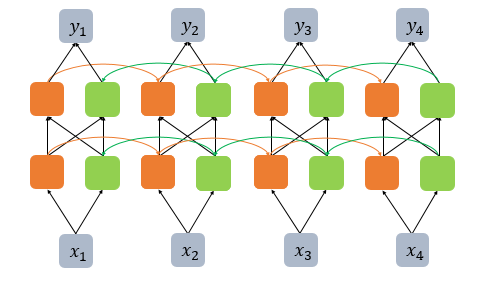 y₁ y₂ y₃ y₄
x₁ x₂ x₃ x₄